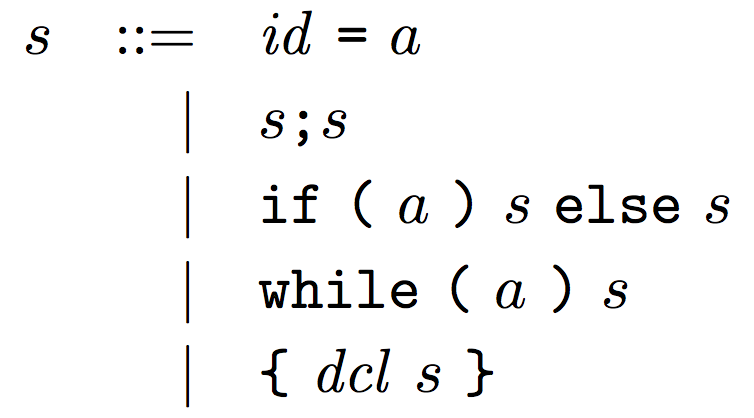 s ::= id = a
| s;s
| if ( a ) s else s
| while ( a ) s
| { dcl s }